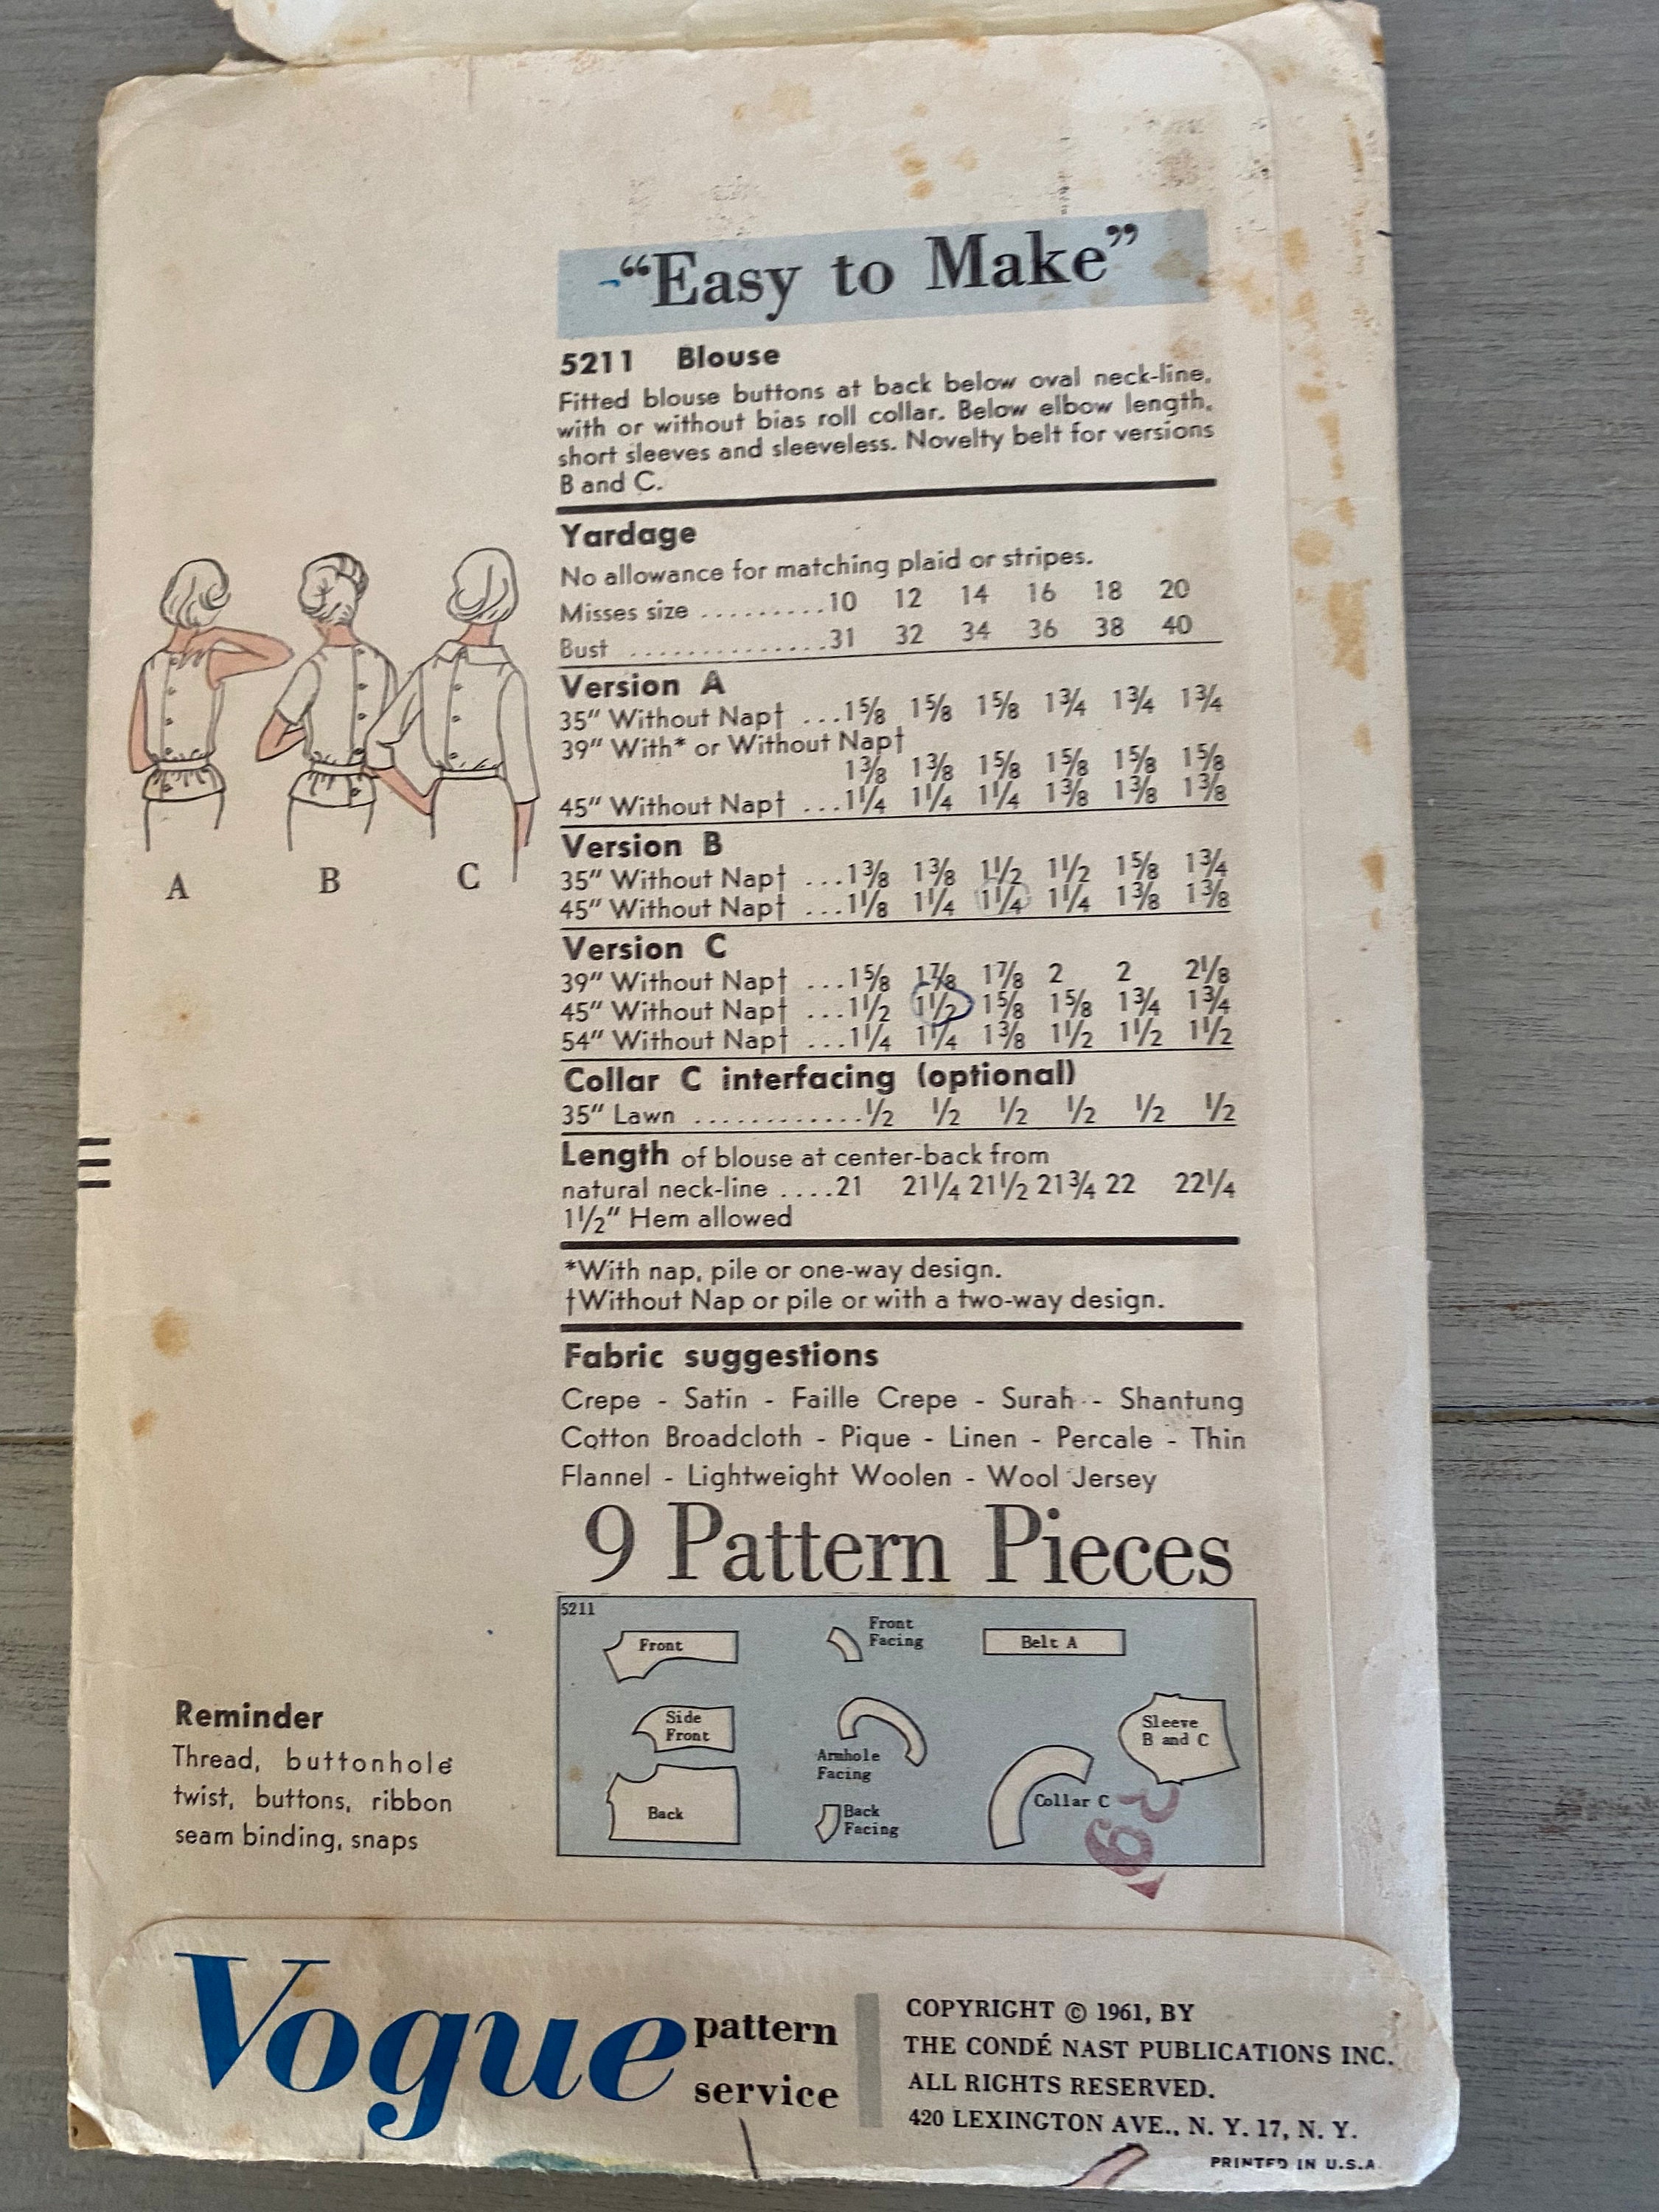 “Easy to Make”
5211 Blouse
Fitted blouse buttons at back below oval neck-line,
with or without bias roll collar. Below elbow length,
short sleeves and sleeveless. Novelty belt for versions
B and C.
Yardage
No allowance for matching plaid or stripes.
Misses size .........10 12 14 16 18 20
Bust ..............31 32 34 36 38 40
Version A
35” Without Nap† ...1⅝ 1⅝ 1⅝ 1¾ 1¾ 1¾
39” With* or Without Nap†
1⅜ 1⅜ 1⅝ 1⅝ 1⅝ 1⅝
45” Without Nap† ...1¼ 1¼ 1¼ 1⅜ 1⅜ 1⅜
Version B
35” Without Nap† ...1⅜ 1⅜ 1½ 1½ 1⅝ 1¾
45” Without Nap† ...1⅛ 1¼ 1¼ 1¼ 1⅜ 1⅜
Version C
39” Without Nap† ...1⅝ 1⅞ 1⅞ 2 2 2⅛
45” Without Nap† ...1½ 1½ 1⅝ 1⅝ 1¾ 1¾
54” Without Nap† ...1¼ 1¼ 1⅜ 1½ 1½ 1½
Collar C interfacing (optional)
35” Lawn ............½ ½ ½ ½ ½ ½
Length of blouse at center-back from
natural neck-line ....21 21¼ 21½ 21¾ 22 22¼
1½” Hem allowed
*With nap, pile or one-way design.
†Without Nap or pile or with a two-way design.
Fabric suggestions
Crepe - Satin - Faille Crepe - Surah - Shantung
Cotton Broadcloth - Pique - Linen - Percale - Thin
Flannel - Lightweight Woolen - Wool Jersey
A B C
9 Pattern Pieces
5211
Front
Front
Facing
Belt A
Side
Front
Armhole
Facing
Sleeve
B and C
Back
Back
Facing
Collar C
Reminder
Thread, buttonhole
twist, buttons, ribbon
seam binding, snaps
Vogue pattern
service
COPYRIGHT © 1961, BY
THE CONDÉ NAST PUBLICATIONS INC.
ALL RIGHTS RESERVED.
420 LEXINGTON AVE., N. Y. 17, N. Y.
PRINTED IN U.S.A.